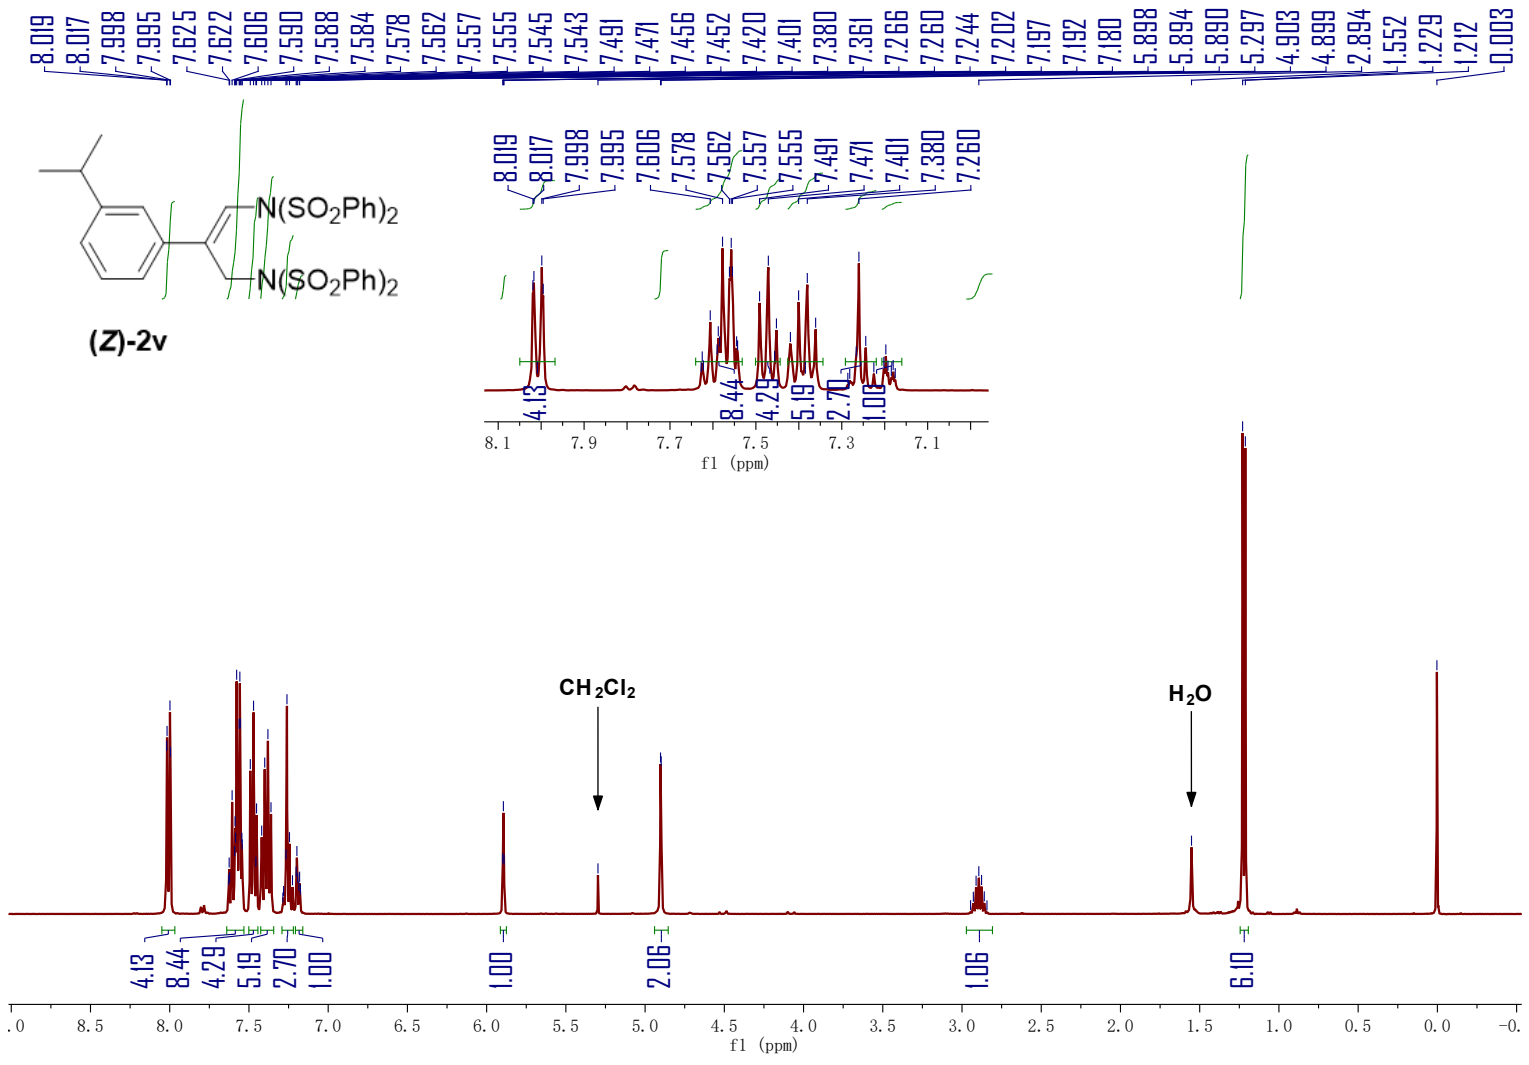 8.019 8.017 7.998 7.995 7.625 7.622 7.606 7.590 7.588 7.584 7.578 7.562 7.557 7.555 7.545 7.543 7.491 7.471 7.456 7.452 7.420 7.401 7.380 7.361 7.266 7.260 7.244 7.202 7.197 7.192 7.180 5.898 5.894 5.890 5.297 4.903 4.899 2.894 1.552 1.229 1.212 0.003
8.019 8.017 7.998 7.995 7.606 7.578 7.562 7.557 7.555 7.491 7.471 7.401 7.380 7.260
N(SO2Ph)2
N(SO2Ph)2
(Z)-2v
4.13 8.44 4.29 5.19 2.70 1.00
8.1 7.9 7.7 7.5 7.3 7.1
f1 (ppm)
CH2Cl2
H2O
4.13 8.44 4.29 5.19 2.70 1.00 1.00 2.06 1.06 6.10
.0 8.5 8.0 7.5 7.0 6.5 6.0 5.5 5.0 4.5 4.0 3.5 3.0 2.5 2.0 1.5 1.0 0.5 0.0 -0.
f1 (ppm)